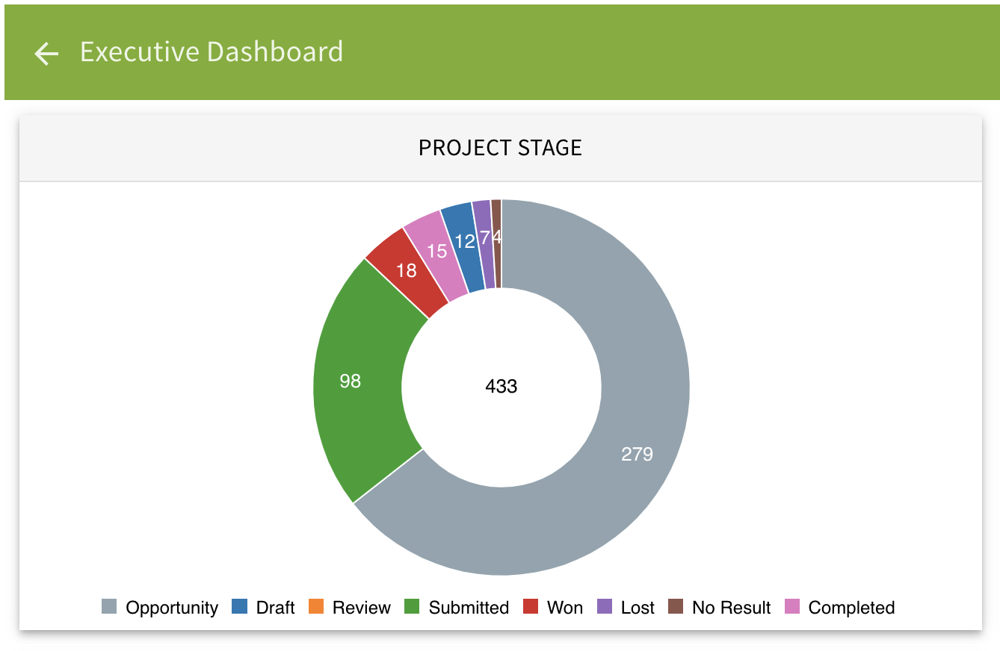 Executive Dashboard
PROJECT STAGE
15 12 7 4
18
98
433
279
Opportunity Draft Review Submitted Won Lost No Result Completed